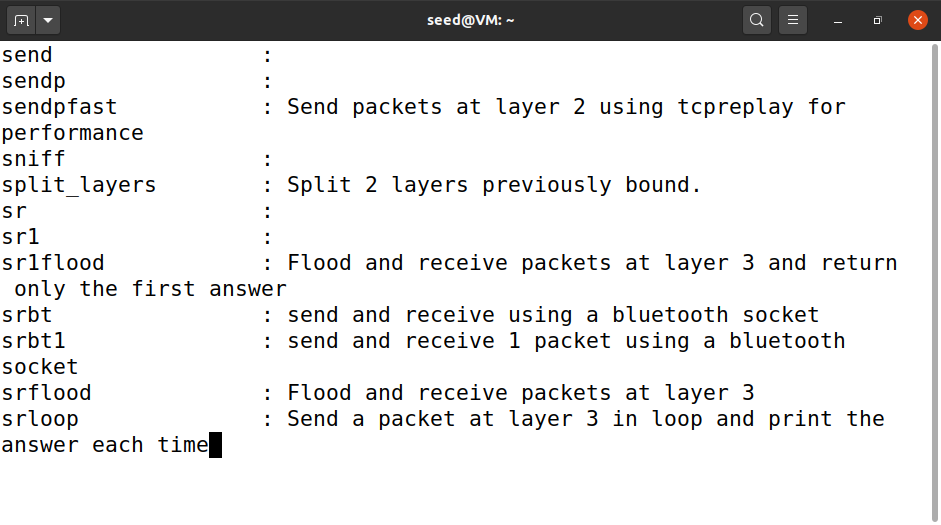 seed@VM: ~
send                :
sendp               :
sendpfast           : Send packets at layer 2 using tcpreplay for
performance
sniff               :
split_layers        : Split 2 layers previously bound.
sr                  :
sr1                 :
sr1flood            : Flood and receive packets at layer 3 and return
 only the first answer
srbt                : send and receive using a bluetooth socket
srbt1               : send and receive 1 packet using a bluetooth
socket
srflood             : Flood and receive packets at layer 3
srloop              : Send a packet at layer 3 in loop and print the
answer each time